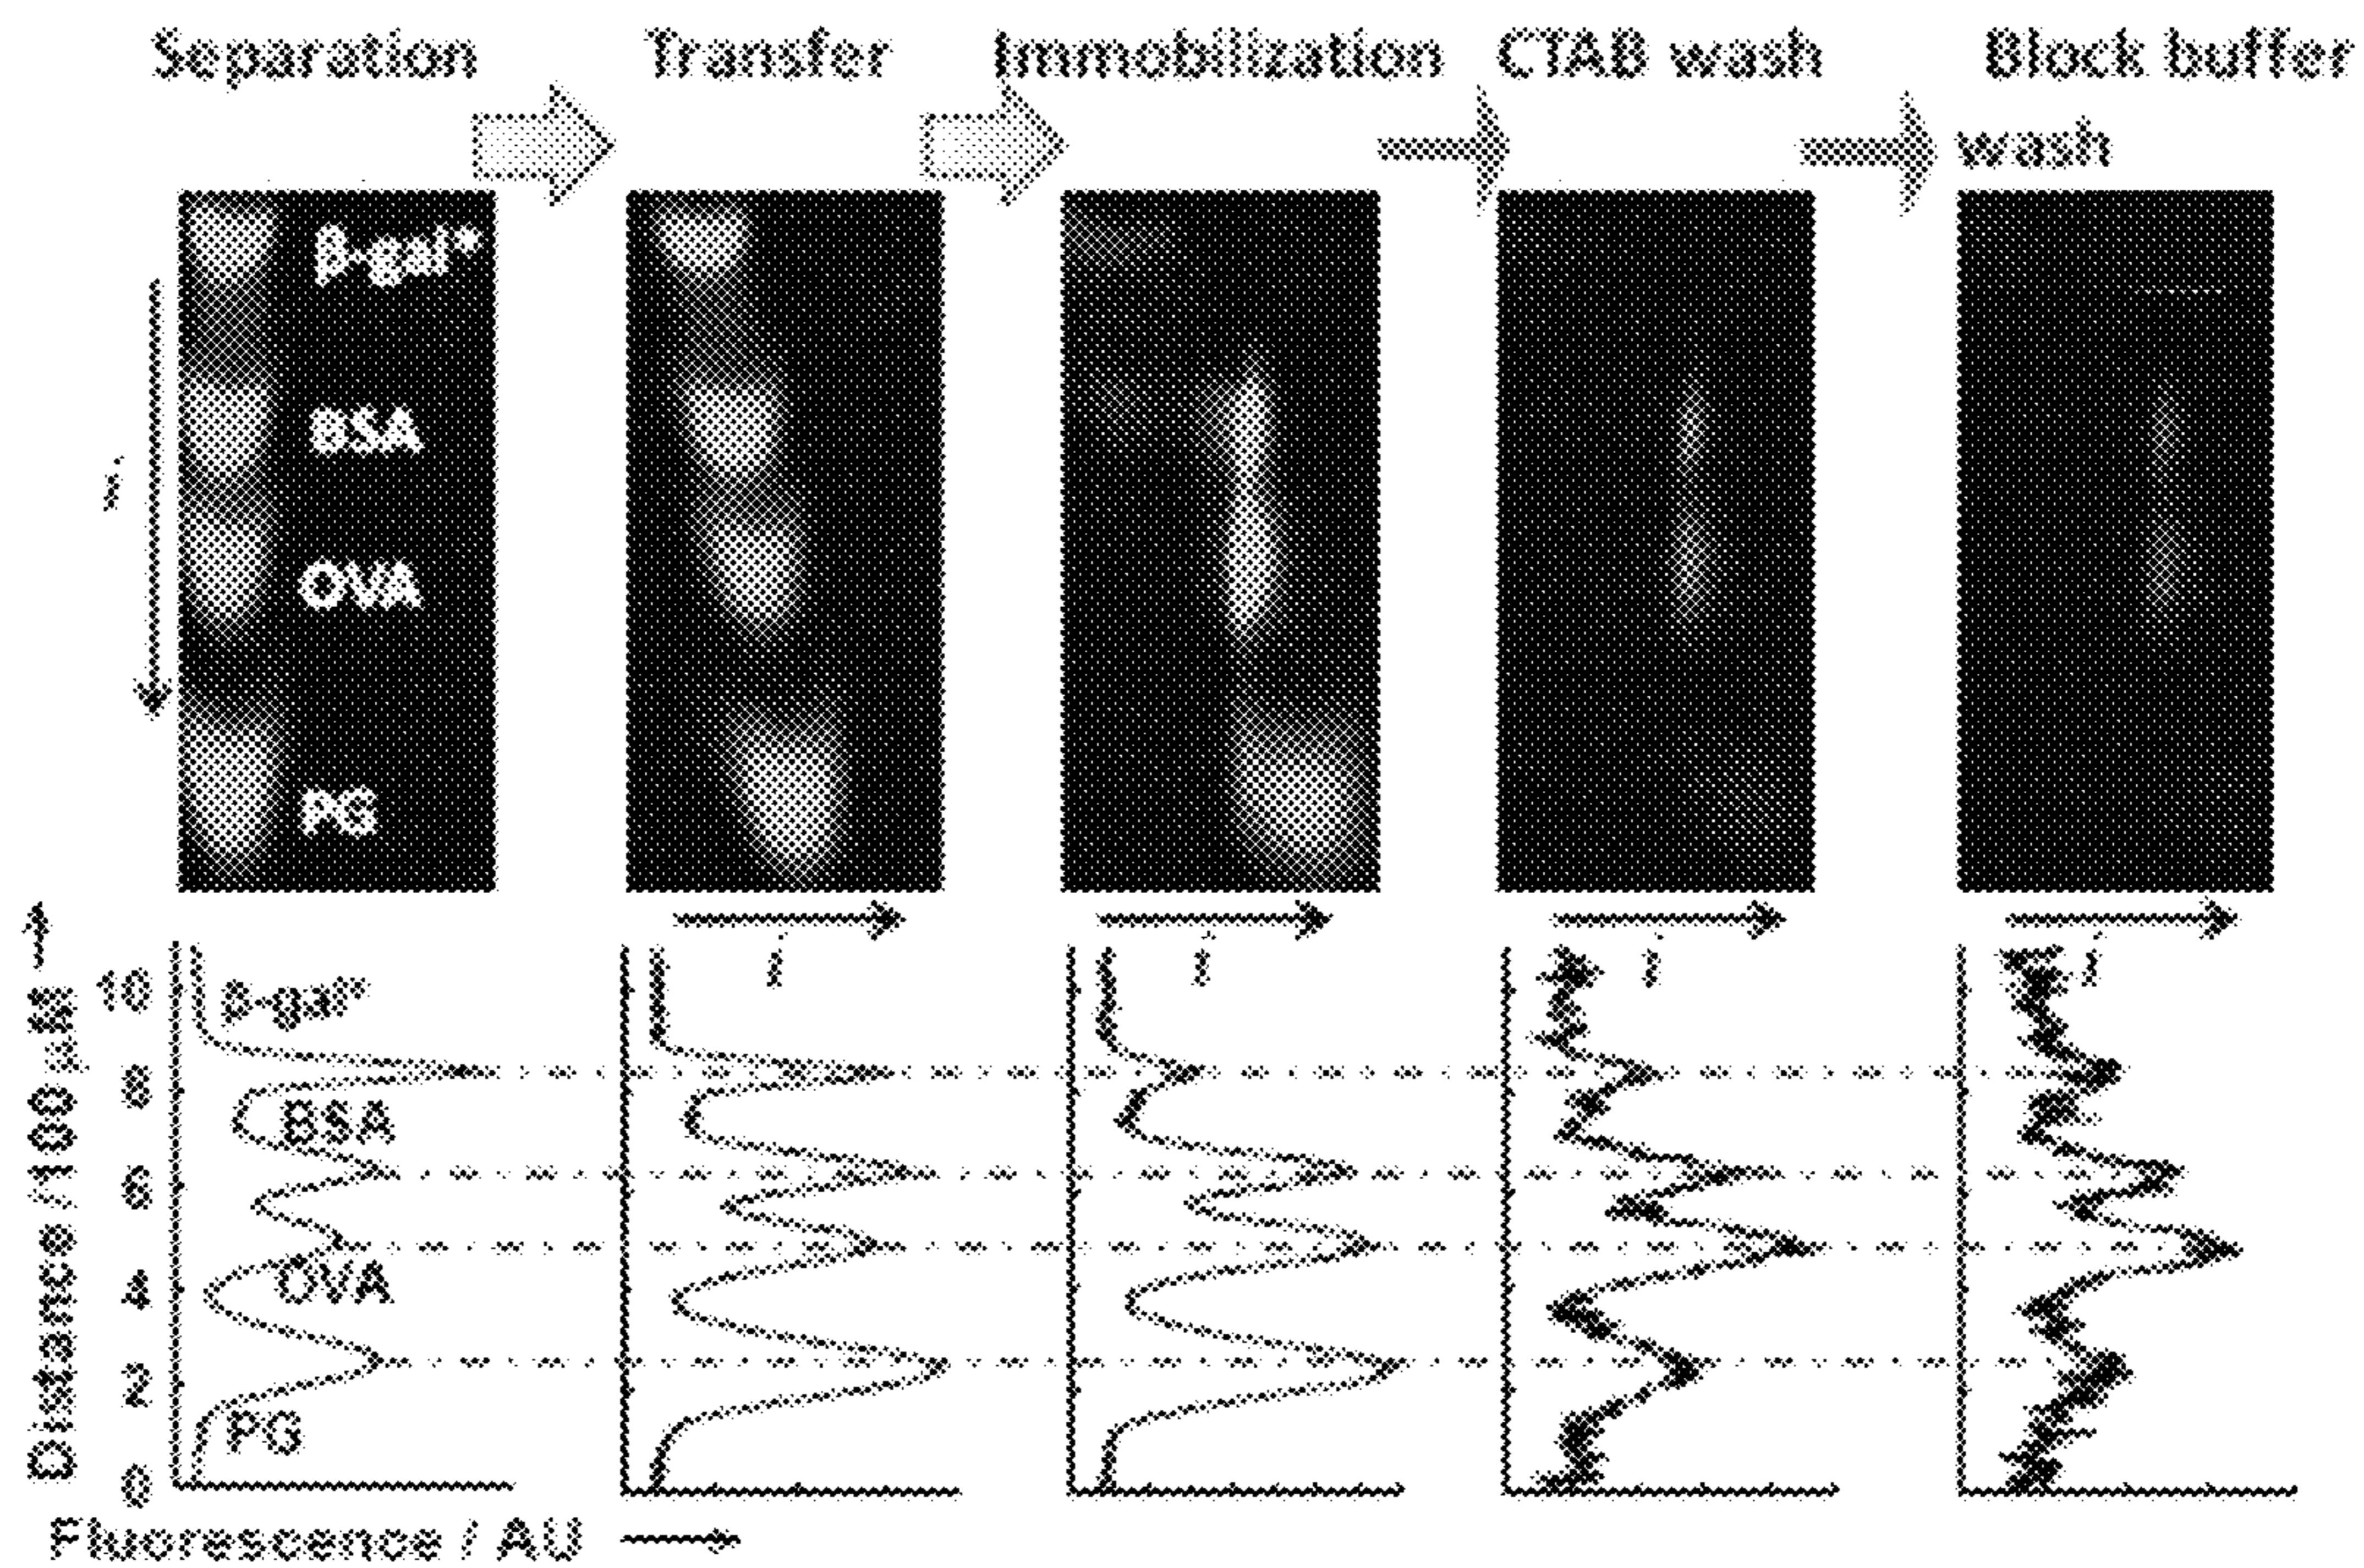 Separation Transfer Immobilization CTAB wash Block buffer
wash
β-gal*
BSA
OVA
PG
i
i i i i
β-gal*
BSA
OVA
PG
Distance /100 µm
10
8
6
4
2
0
Fluorescence / AU